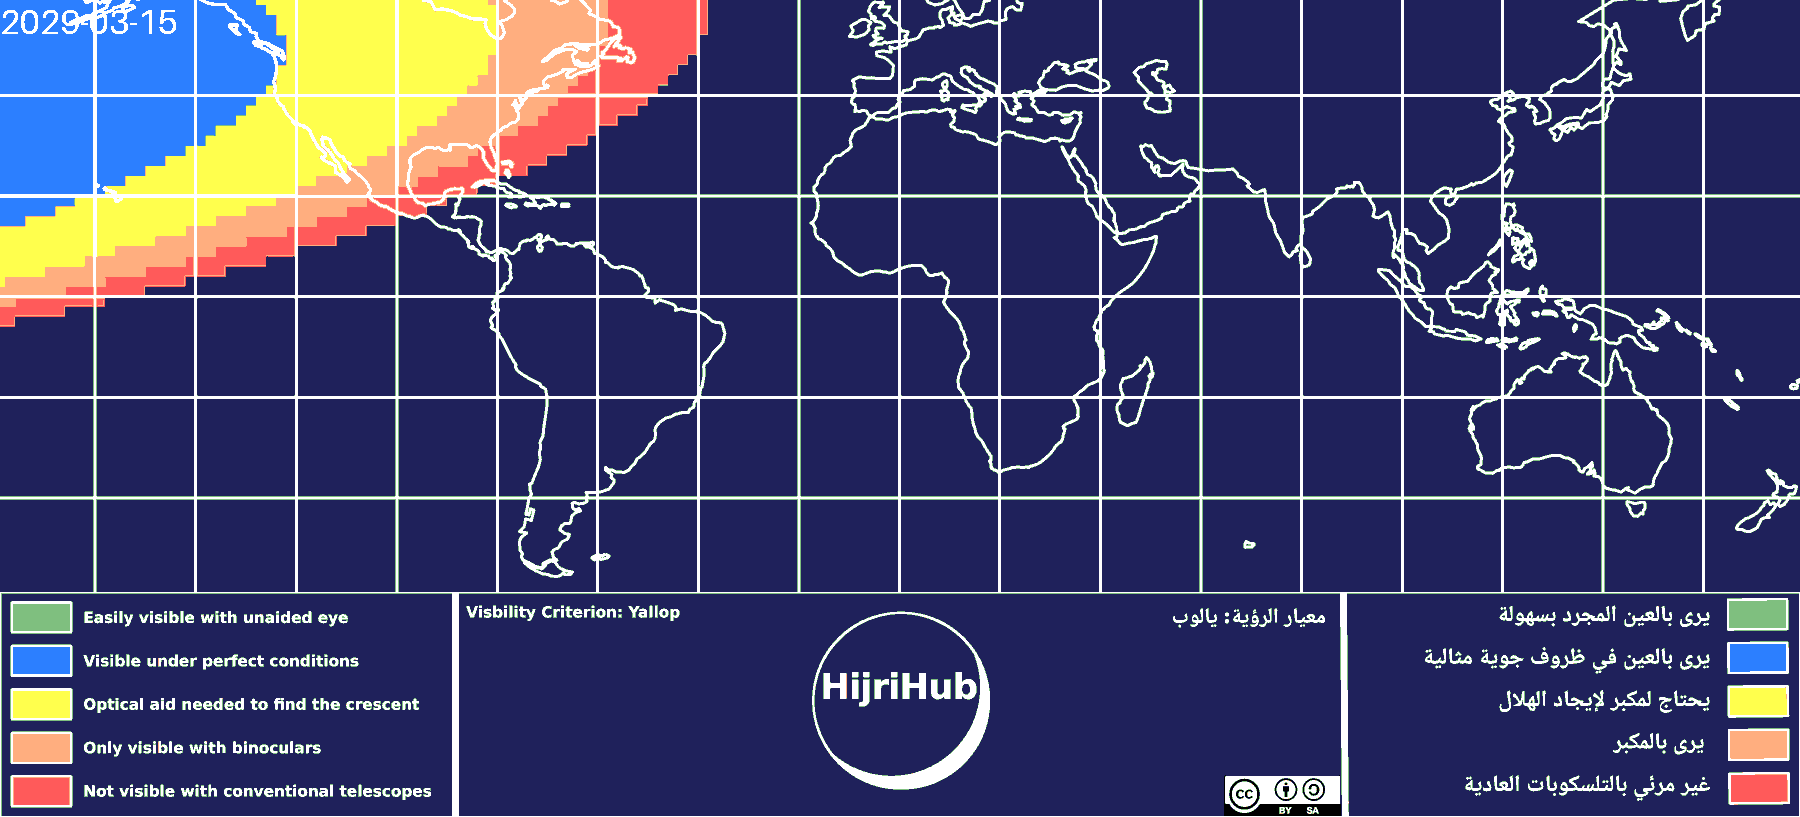 2029-03-15
Easily visible with unaided eye
Visible under perfect conditions
Optical aid needed to find the crescent
Only visible with binoculars
Not visible with conventional telescopes
Visbility Criterion: Yallop
معيار الرؤية: يالوب
HijriHub
cc
BY SA
يرى بالعين المجرد بسهولة
يرى بالعين في ظروف جوية مثالية
يحتاج لمكبر لإيجاد الهلال
يرى بالمكبر
غير مرئي بالتلسكوبات العادية